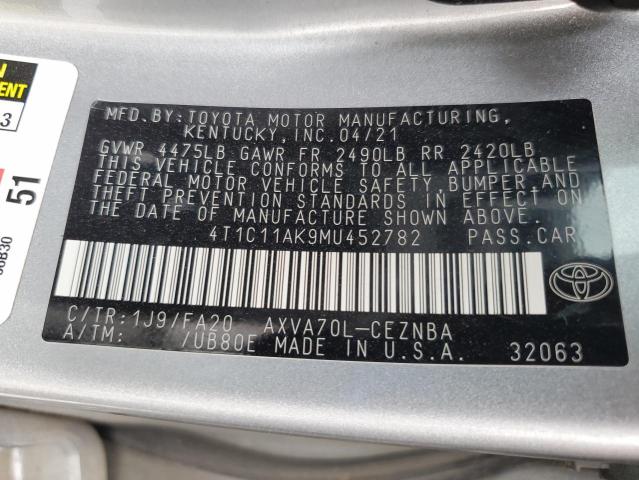 MFD.BY:TOYOTA MOTOR MANUFACTURING,
KENTUCKY, INC. 04/21
GVWR 4475LB GAWR FR 2490LB RR 2420LB
THIS VEHICLE CONFORMS TO ALL APPLICABLE
FEDERAL MOTOR VEHICLE SAFETY, BUMPER, AND
THEFT PREVENTION STANDARDS IN EFFECT ON
THE DATE OF MANUFACTURE SHOWN ABOVE.
4T1C11AK9MU452782 PASS.CAR
C/TR:1J9/FA20 AXVA70L-CEZNBA
A/TM: /UB80E MADE IN U.S.A. 32063
51
3